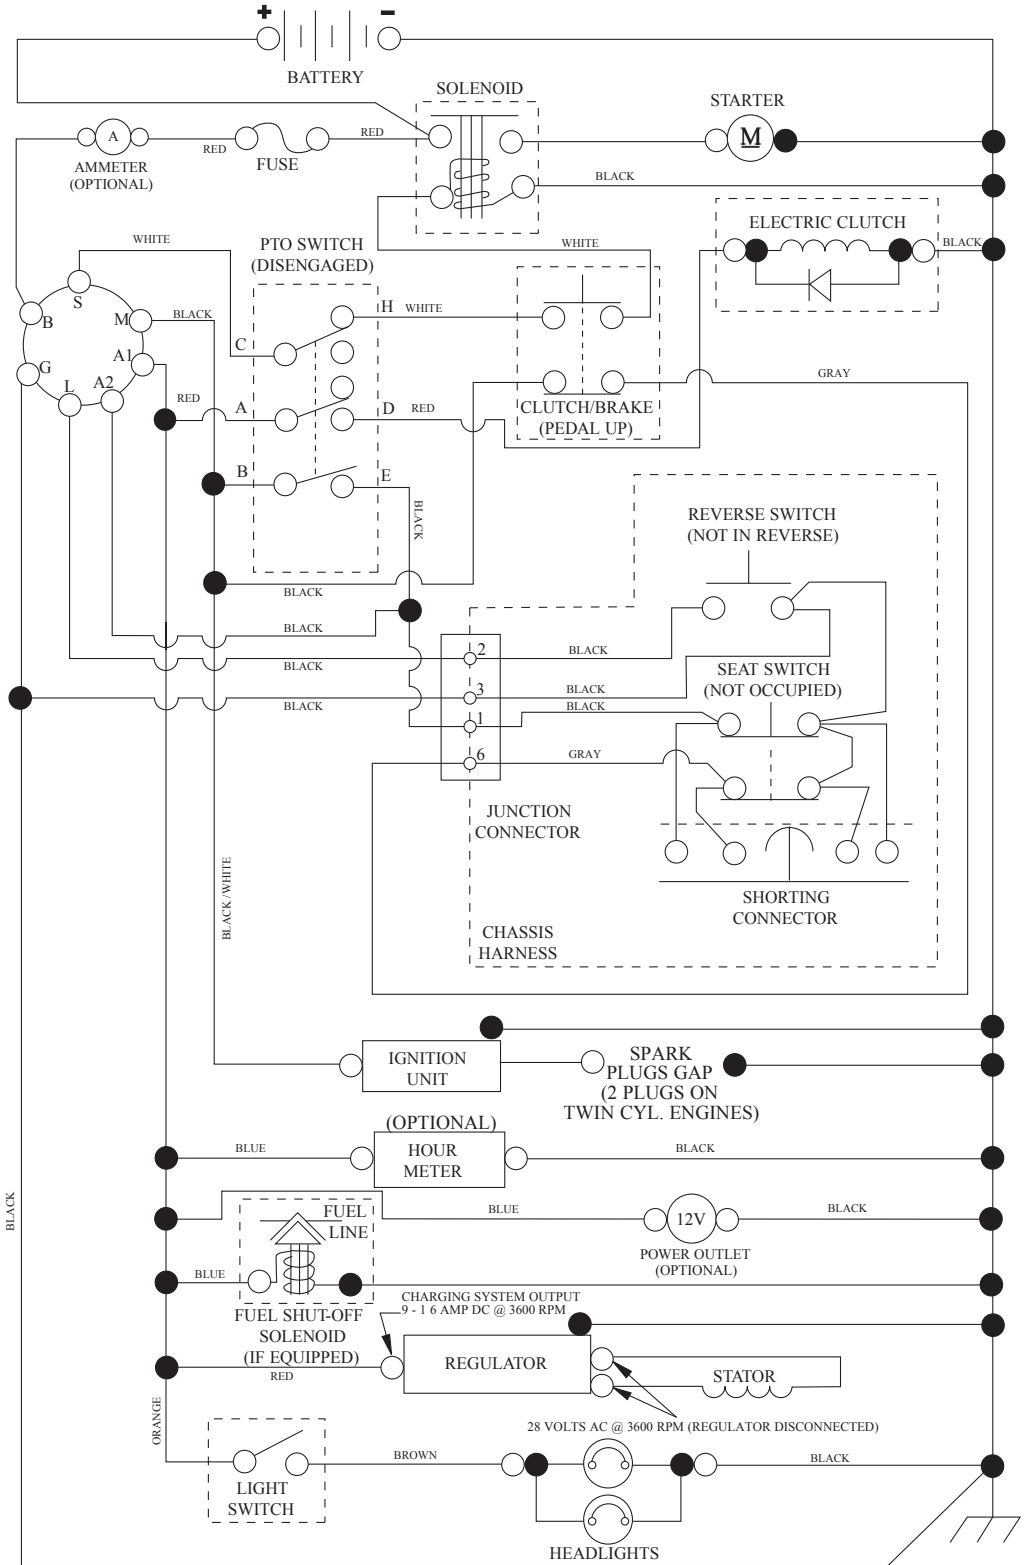 + −
BATTERY
SOLENOID
STARTER
A
M
RED
FUSE
RED
AMMETER
(OPTIONAL)
BLACK
ELECTRIC CLUTCH
BLACK
WHITE
PTO SWITCH
(DISENGAGED)
WHITE
S
B
M
BLACK
H
WHITE
C
G
A1
L
A2
RED
A
D
RED
CLUTCH/BRAKE
(PEDAL UP)
GRAY
B
E
BLACK
REVERSE SWITCH
(NOT IN REVERSE)
BLACK
BLACK
BLACK
2
BLACK
SEAT SWITCH
(NOT OCCUPIED)
3
BLACK
BLACK
BLACK
1
6
GRAY
JUNCTION
CONNECTOR
SHORTING
CONNECTOR
BLACK /WHITE
CHASSIS
HARNESS
IGNITION
UNIT
SPARK
PLUGS GAP
(2 PLUGS ON
TWIN CYL. ENGINES)
(OPTIONAL)
HOUR
METER
BLUE
BLACK
BLACK
FUEL
LINE
BLUE
12V
BLACK
POWER OUTLET
(OPTIONAL)
BLUE
CHARGING SYSTEM OUTPUT
9 - 1 6 AMP DC @ 3600 RPM
FUEL SHUT-OFF
SOLENOID
(IF EQUIPPED)
RED
REGULATOR
STATOR
28 VOLTS AC @ 3600 RPM (REGULATOR DISCONNECTED)
ORANGE
BROWN
BLACK
LIGHT
SWITCH
HEADLIGHTS